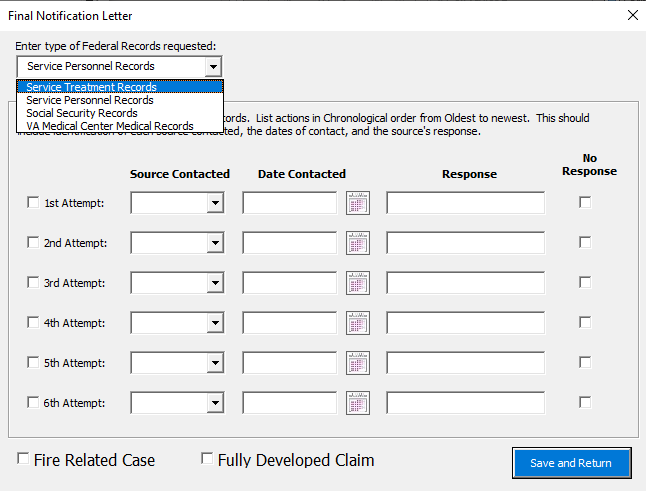 Final Notification Letter
Enter type of Federal Records requested:
Service Personnel Records
Service Treatment Records
Service Personnel Records
Social Security Records
VA Medical Center Medical Records
cords. List actions in Chronological order from Oldest to newest. This should
contacted, the dates of contact, and the source's response.
Source Contacted Date Contacted Response No Response
1st Attempt:
2nd Attempt:
3rd Attempt:
4th Attempt:
5th Attempt:
6th Attempt:
Fire Related Case Fully Developed Claim Save and Return